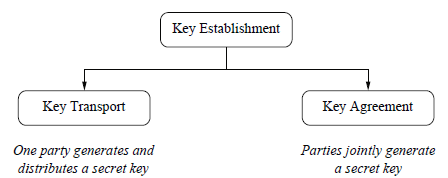 Key Establishment
Key Transport
Key Agreement
One party generates and
distributes a secret key
Parties jointly generate
a secret key